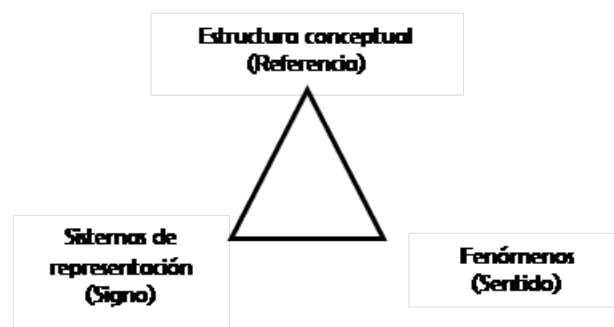 Estructura conceptual
(Referencia)
Sistemas de
representación
(Signo)
Fenómenos
(Sentido)